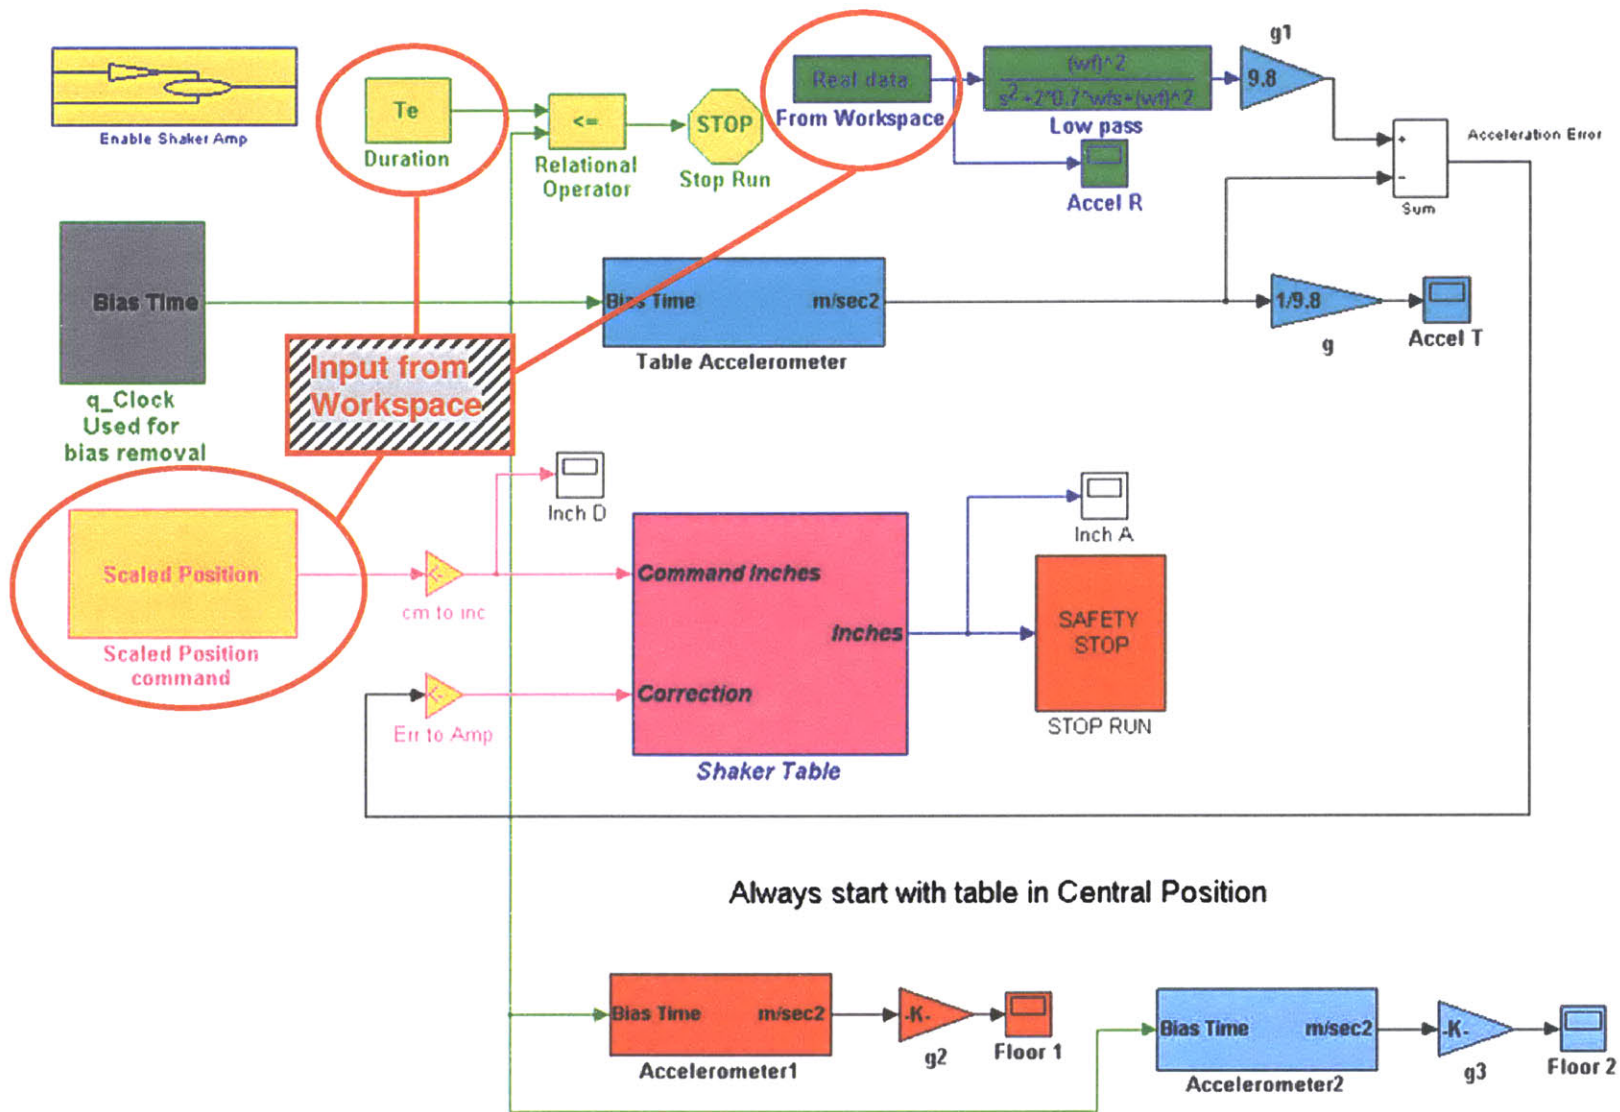 g1
Te
Real data
(wf)^2
s^2+2*0.7*wfs+(wf)^2
9.8
Enable Shaker Amp
<=
STOP
From Workspace
Low pass
+
Acceleration Error
Duration
Relational
Operator
Stop Run
Accel R
−
Sum
Bias Time
Bias Time
m/sec2
1/9.8
g
Accel T
Table Accelerometer
Input from
Workspace
q_Clock
Used for
bias removal
Inch D
Inch A
Scaled Position
Command Inches
cm to inc
SAFETY
STOP
Inches
Scaled Position
command
Correction
Err to Amp
STOP RUN
Shaker Table
Always start with table in Central Position
Bias Time
m/sec2
-K-
g2
Floor 1
Accelerometer1
Bias Time
m/sec2
-K-
g3
Floor 2
Accelerometer2